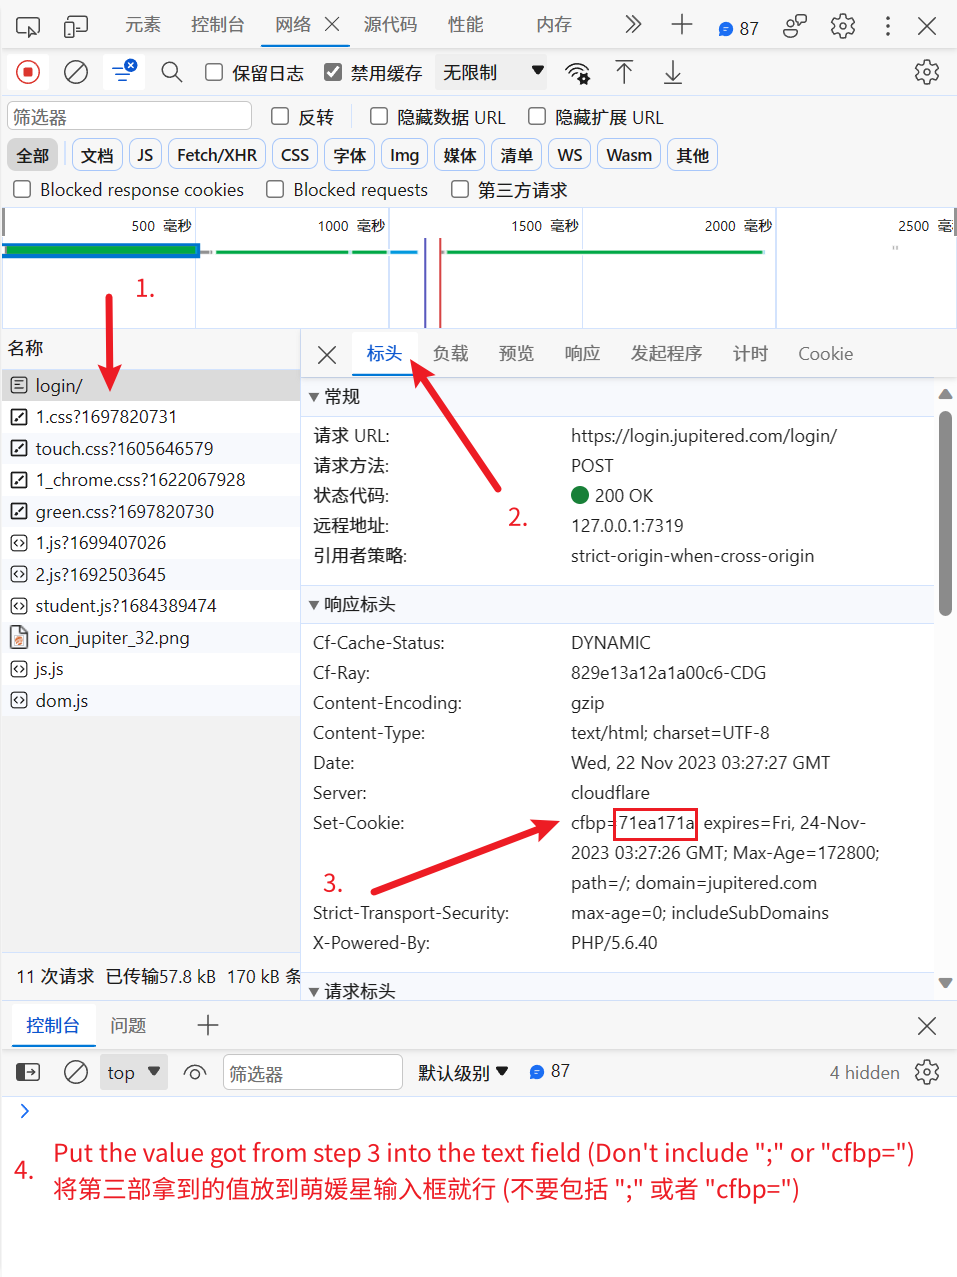 元素 控制台 网络 源代码 性能 内存 87
保留日志 禁用缓存 无限制
筛选器 反转 隐藏数据 URL 隐藏扩展 URL
全部 文档 JS Fetch/XHR CSS 字体 Img 媒体 清单 WS Wasm 其他
Blocked response cookies Blocked requests 第三方请求
500 毫秒 1000 毫秒 1500 毫秒 2000 毫秒 2500 毫
1.
名称
login/
1.css?1697820731
touch.css?1605646579
1_chrome.css?1622067928
green.css?1697820730
1.js?1699407026
2.js?1692503645
student.js?1684389474
icon_jupiter_32.png
js.js
dom.js
11 次请求 已传输57.8 kB 170 kB 条
标头 负载 预览 响应 发起程序 计时 Cookie
常规
请求 URL: https://login.jupitered.com/login/
请求方法: POST
状态代码: 200 OK
2.
远程地址: 127.0.0.1:7319
引用者策略: strict-origin-when-cross-origin
响应标头
Cf-Cache-Status: DYNAMIC
Cf-Ray: 829e13a12a1a00c6-CDG
Content-Encoding: gzip
Content-Type: text/html; charset=UTF-8
Date: Wed, 22 Nov 2023 03:27:27 GMT
Server: cloudflare
Set-Cookie: cfbp=71ea171a expires=Fri, 24-Nov-
2023 03:27:26 GMT; Max-Age=172800;
3.
path=/; domain=jupitered.com
Strict-Transport-Security: max-age=0; includeSubDomains
X-Powered-By: PHP/5.6.40
请求标头
控制台 问题
top 筛选器 默认级别 87 4 hidden
4.
Put the value got from step 3 into the text field (Don't include ";" or "cfbp=")
将第三部拿到的值放到萌媛星输入框就行 (不要包括 ";" 或者 "cfbp=")